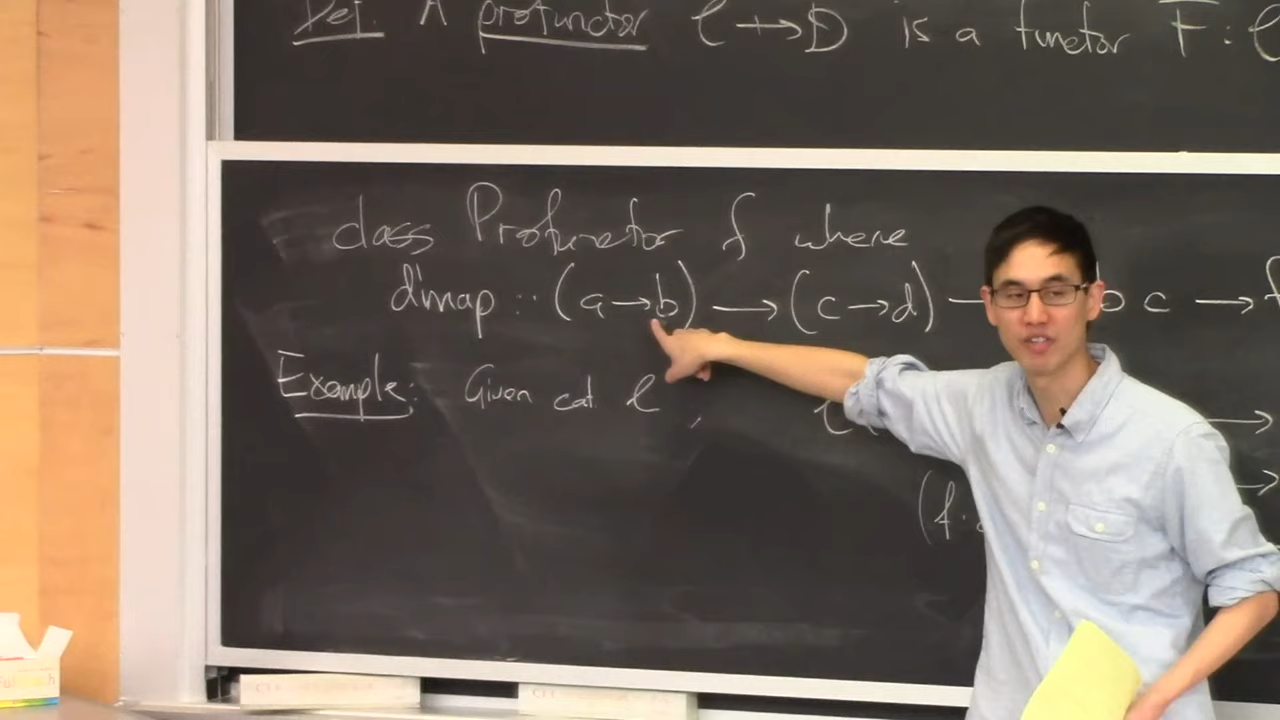 Def. A profunctor C ⇸ D is a functor F : C
class Profunctor f where
dimap :: (a→b) → (c→d) → b c → f
Example: Given cat. C ,
(f.